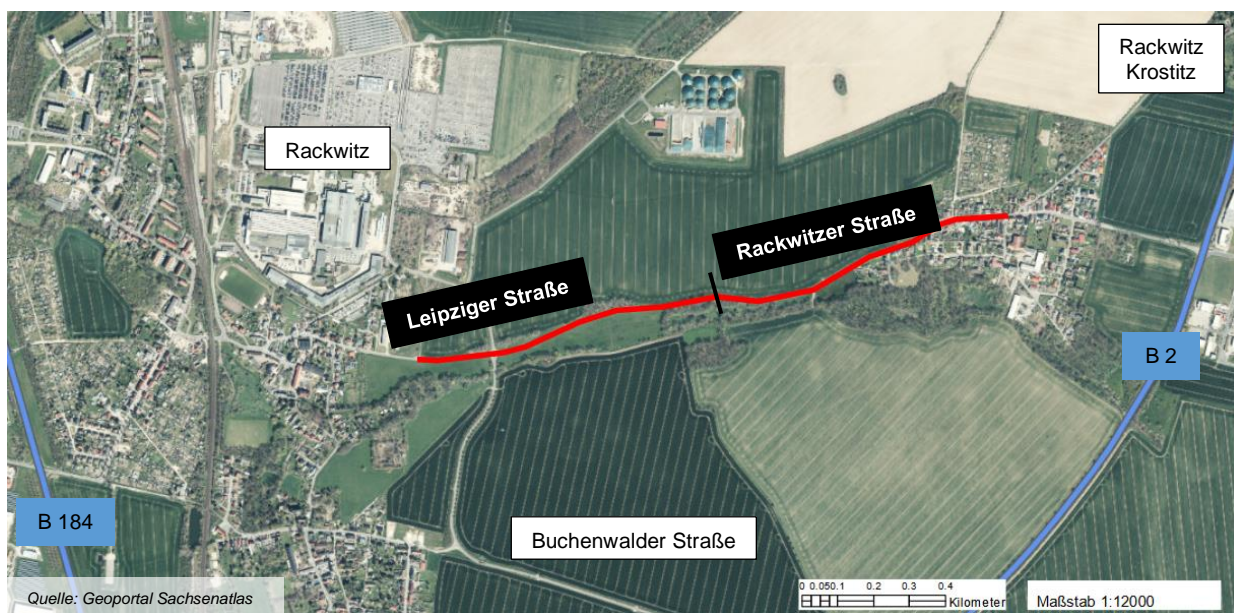 Rackwitz
Krostitz
Rackwitz
Rackwitzer Straße
Leipziger Straße
B 2
B 184
Buchenwalder Straße
Quelle: Geoportal Sachsenatlas
0 0.050.1 0.2 0.3 0.4
Kilometer
Maßstab 1:12000